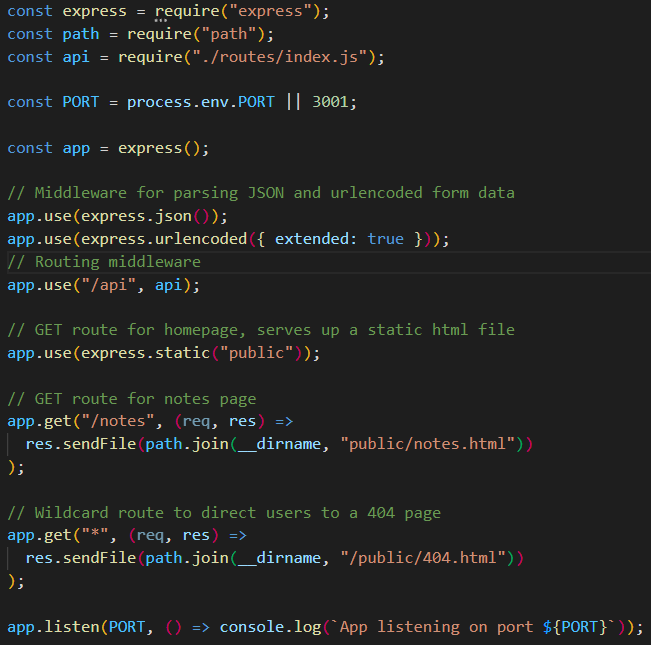 const express = require("express");
const path = require("path");
const api = require("./routes/index.js");
const PORT = process.env.PORT || 3001;
const app = express();
// Middleware for parsing JSON and urlencoded form data
app.use(express.json());
app.use(express.urlencoded({ extended: true }));
// Routing middleware
app.use("/api", api);
// GET route for homepage, serves up a static html file
app.use(express.static("public"));
// GET route for notes page
app.get("/notes", (req, res) =>
res.sendFile(path.join(__dirname, "public/notes.html"))
);
// Wildcard route to direct users to a 404 page
app.get("*", (req, res) =>
res.sendFile(path.join(__dirname, "/public/404.html"))
);
app.listen(PORT, () => console.log(`App listening on port ${PORT}`));